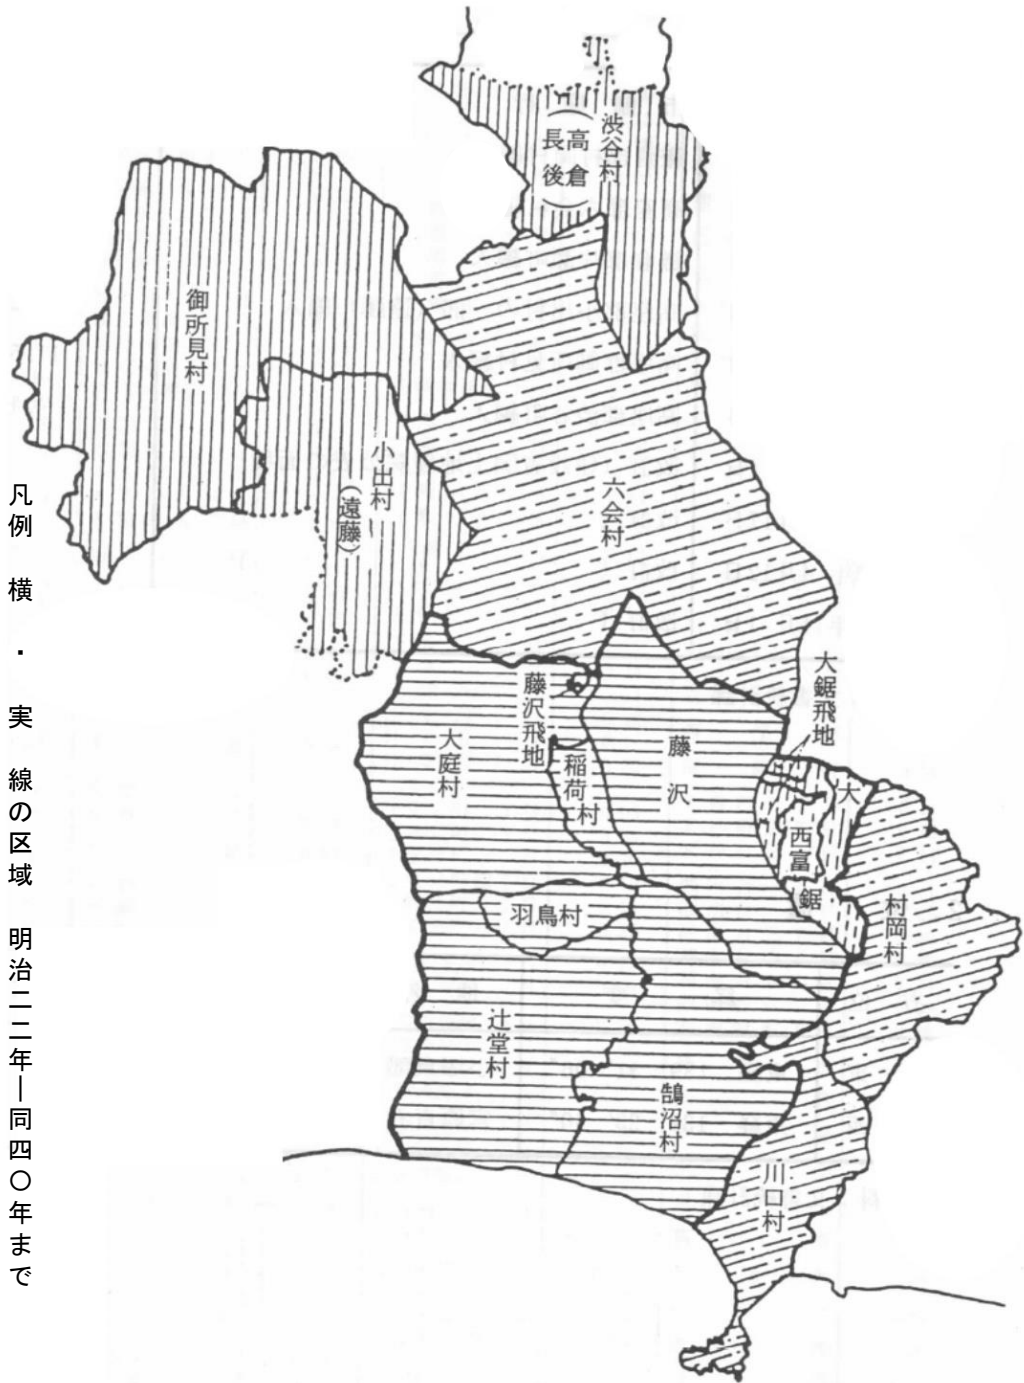 渋谷村
(高倉
長後)
御所見村
小出村
(遠藤)
六会村
大鋸飛地
藤沢飛地
大庭村
稲荷村
藤沢
大鋸
西富
村岡村
羽鳥村
辻堂村
鵠沼村
川口村
凡例 横・実線の区域 明治二二年―同四〇年まで